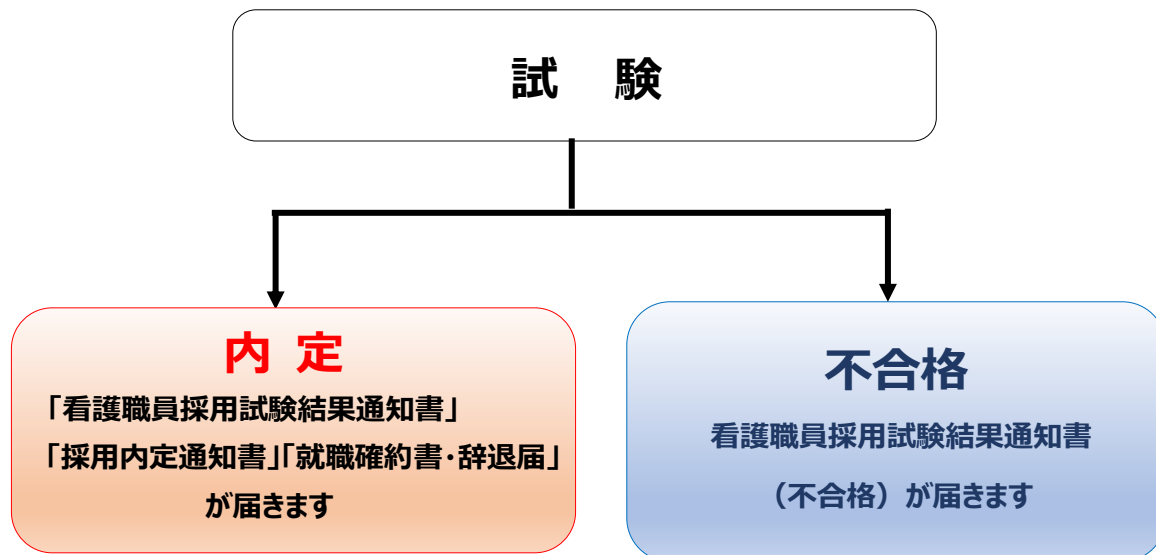 試　験
内 定
「看護職員採用試験結果通知書」
「採用内定通知書」「就職確約書・辞退届」
が届きます
不合格
看護職員採用試験結果通知書
（不合格）が届きます